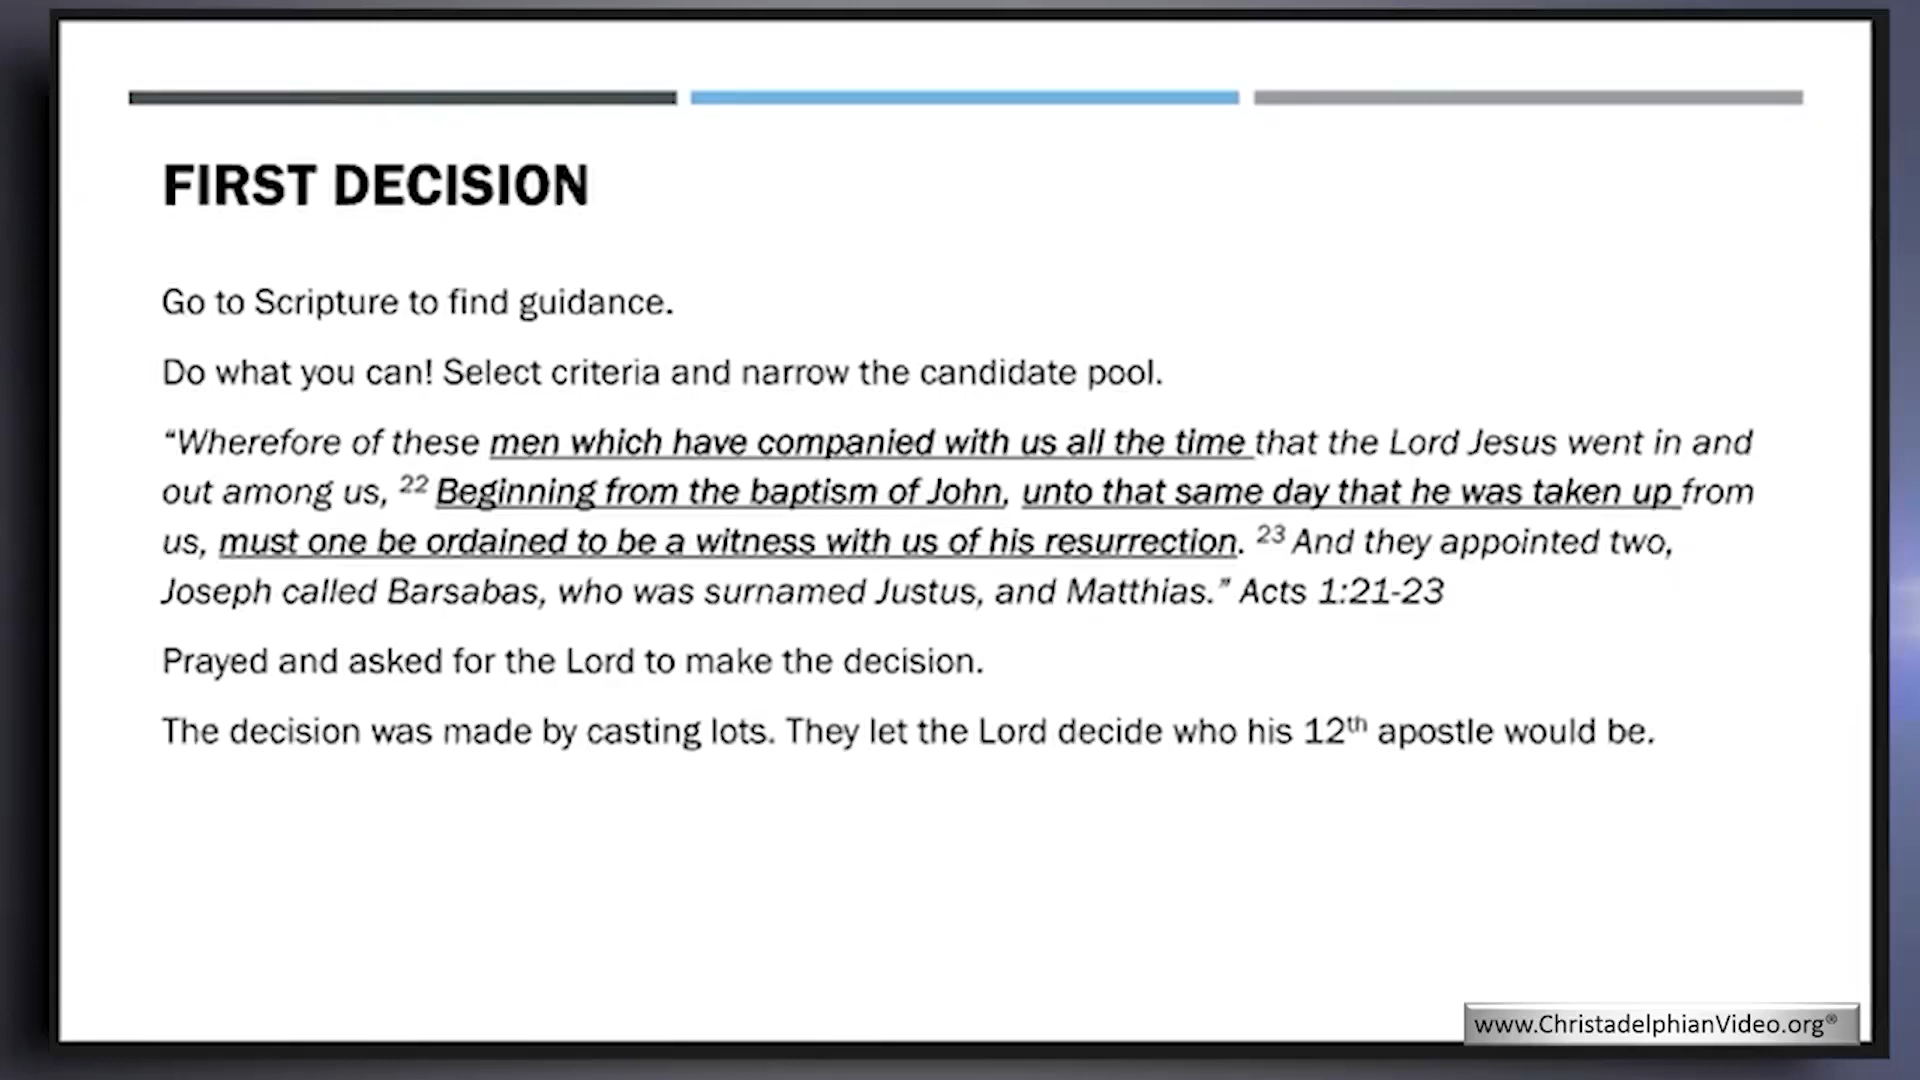 FIRST DECISION
Go to Scripture to find guidance.
Do what you can! Select criteria and narrow the candidate pool.
“Wherefore of these men which have companied with us all the time that the Lord Jesus went in and
out among us, 22 Beginning from the baptism of John, unto that same day that he was taken up from
us, must one be ordained to be a witness with us of his resurrection. 23 And they appointed two,
Joseph called Barsabas, who was surnamed Justus, and Matthias.” Acts 1:21-23
Prayed and asked for the Lord to make the decision.
The decision was made by casting lots. They let the Lord decide who his 12th apostle would be.
www.ChristadelphianVideo.org®